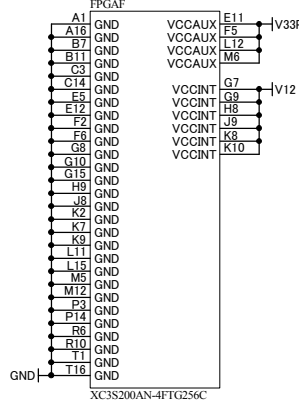 FPGAF
A1 GND VCCAUX E11 V33F
A16 GND VCCAUX F5
B7 GND VCCAUX L12
B11 GND VCCAUX M6
C3 GND
C14 GND VCCINT G7 V12
E5 GND VCCINT G9
E12 GND VCCINT H8
F2 GND VCCINT J9
F6 GND VCCINT K8
G8 GND VCCINT K10
G10 GND
G15 GND
H9 GND
J8 GND
K2 GND
K7 GND
K9 GND
L11 GND
L15 GND
M5 GND
M12 GND
P3 GND
P14 GND
R6 GND
R10 GND
T1 GND
GND T16 GND
XC3S200AN-4FTG256C